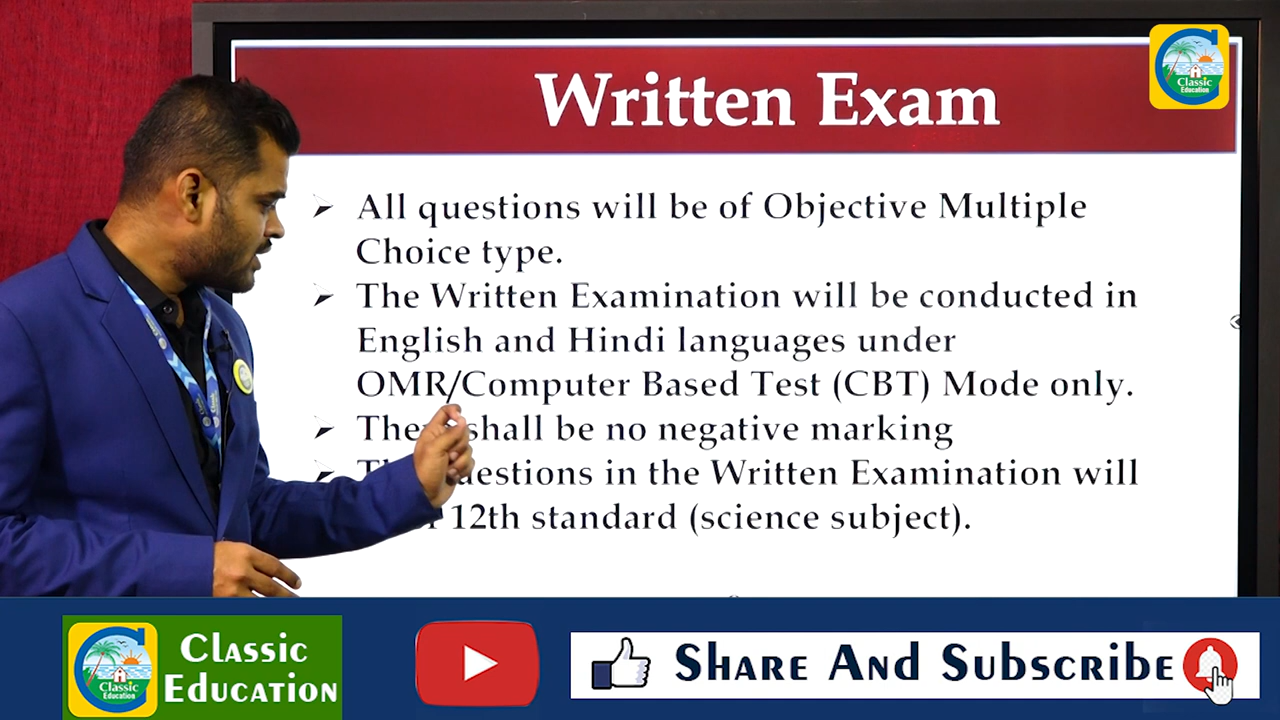 Written Exam
Classic
Education
All questions will be of Objective Multiple
Choice type.
The Written Examination will be conducted in
English and Hindi languages under
OMR/Computer Based Test (CBT) Mode only.
shall be no negative marking
in the Written Examination will
12th standard (science subject).
Classic
Education
Classic
Education
Share And Subscribe